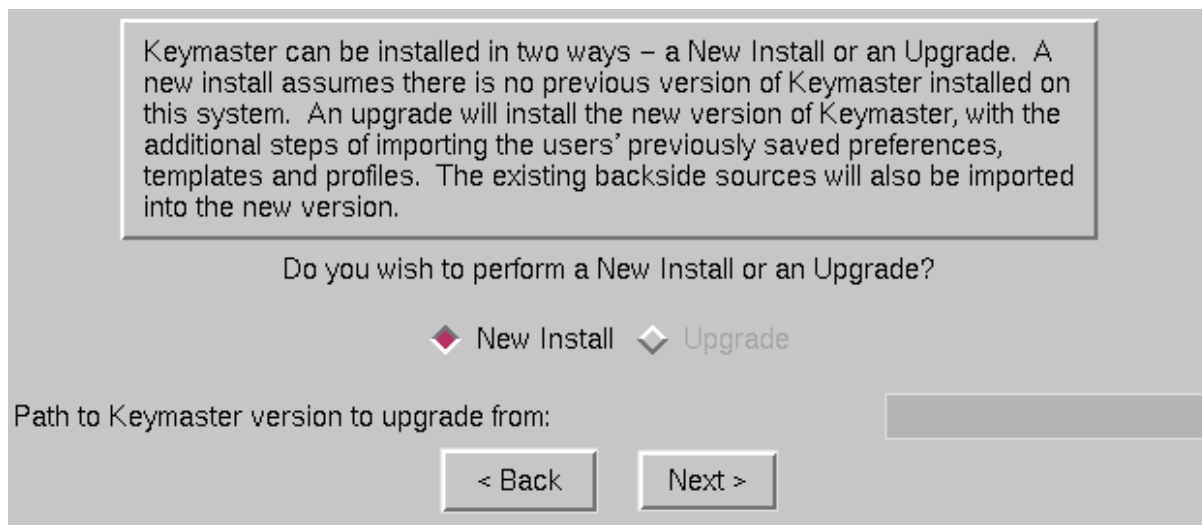 Keymaster can be installed in two ways – a New Install or an Upgrade.  A
new install assumes there is no previous version of Keymaster installed on
this system.  An upgrade will install the new version of Keymaster, with the
additional steps of importing the users’ previously saved preferences,
templates and profiles.  The existing backside sources will also be imported
into the new version.
Do you wish to perform a New Install or an Upgrade?
New Install Upgrade
Path to Keymaster version to upgrade from:
< Back Next >